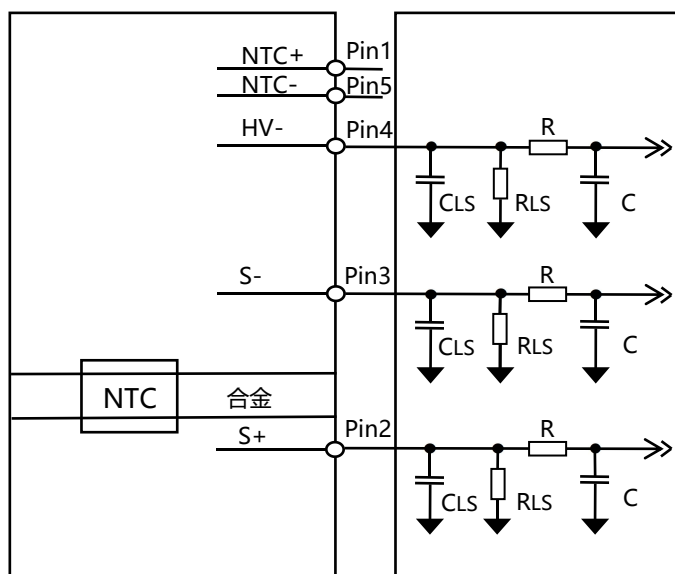 NTC+ Pin1
NTC- Pin5
HV- Pin4 R
CLS RLS C
S- Pin3 R
CLS RLS C
NTC 合金
S+ Pin2 R
CLS RLS C